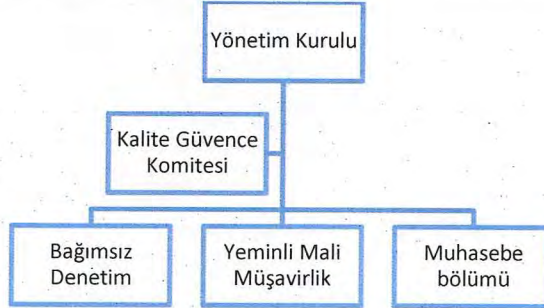 Yönetim Kurulu
Kalite Güvence
Komitesi
Bağımsız
Denetim
Yeminli Mali
Müşavirlik
Muhasebe
bölümü